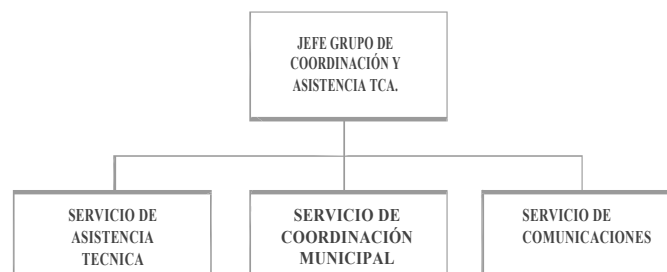 JEFE GRUPO DE
COORDINACIÓN Y
ASISTENCIA TCA.
SERVICIO DE
ASISTENCIA
TECNICA
SERVICIO DE
COORDINACIÓN
MUNICIPAL
SERVICIO DE
COMUNICACIONES